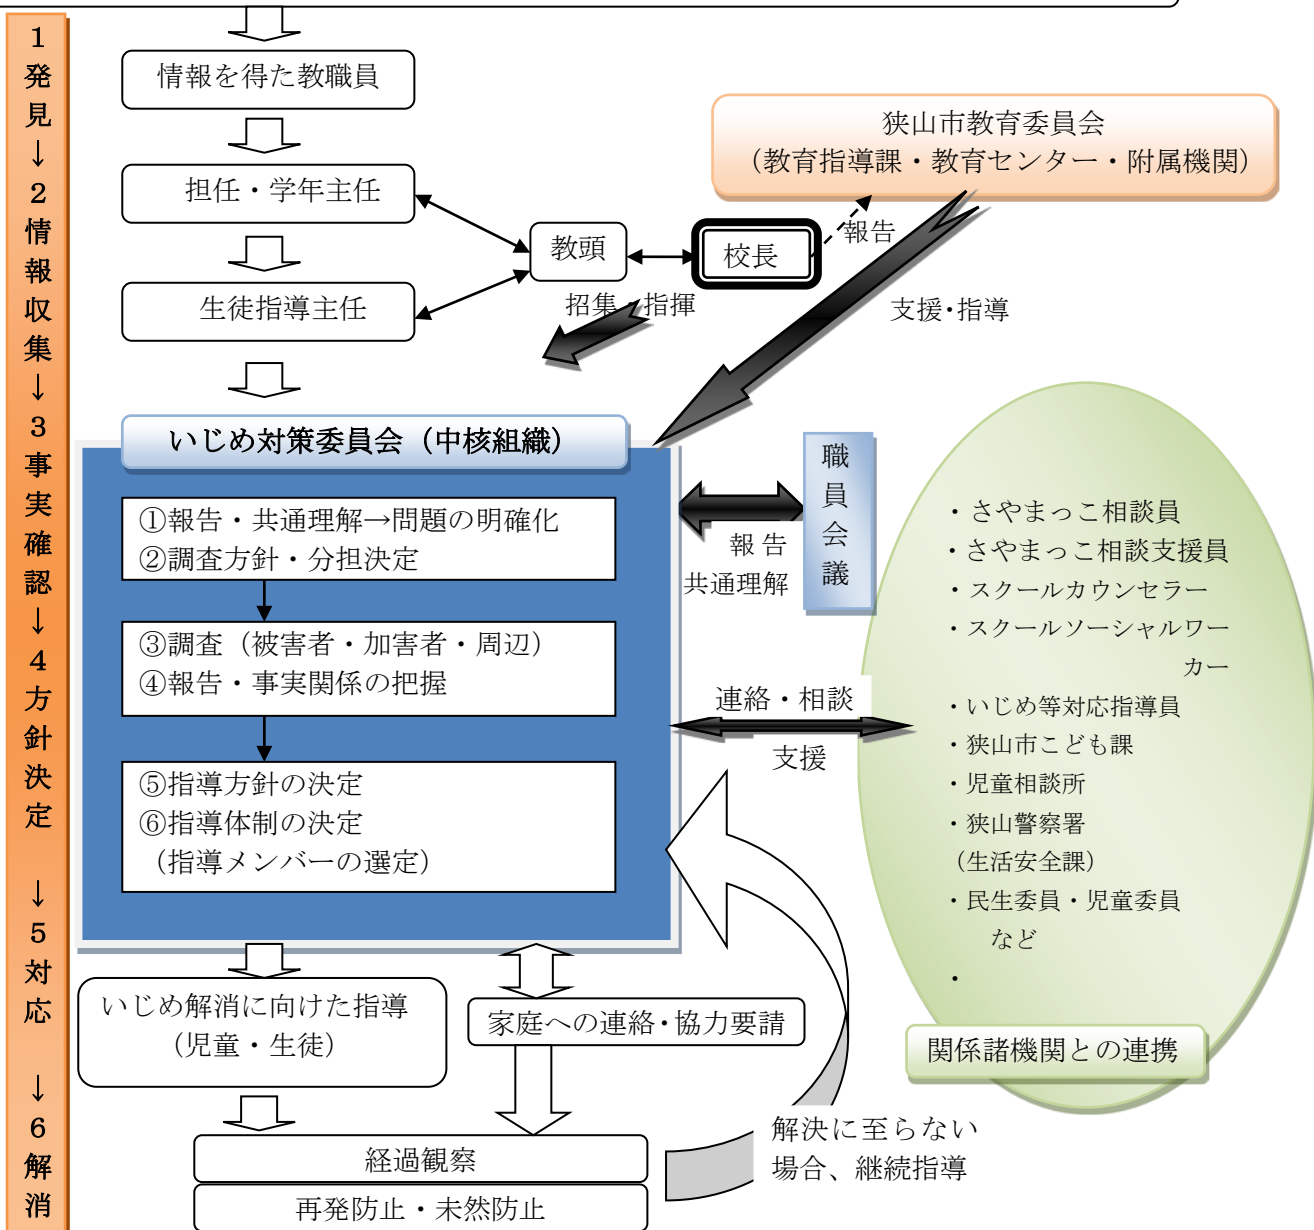 1発見↓2情報収集↓3事実確認↓4方針決定↓5対応↓6解消
情報を得た教職員
担任・学年主任
生徒指導主任
教頭
校長
報告
狭山市教育委員会
（教育指導課・教育センター・附属機関）
招集・指揮
支援・指導
いじめ対策委員会（中核組織）
①報告・共通理解→問題の明確化
②調査方針・分担決定
③調査（被害者・加害者・周辺）
④報告・事実関係の把握
⑤指導方針の決定
⑥指導体制の決定
（指導メンバーの選定）
報 告
共通理解
職員会議
連絡・相談
支援
・さやまっこ相談員
・さやまっこ相談支援員
・スクールカウンセラー
・スクールソーシャルワー
カー
・いじめ等対応指導員
・狭山市こども課
・児童相談所
・狭山警察署
（生活安全課）
・民生委員・児童委員
など
・
関係諸機関との連携
いじめ解消に向けた指導
（児童・生徒）
家庭への連絡・協力要請
経過観察
再発防止・未然防止
解決に至らない
場合、継続指導